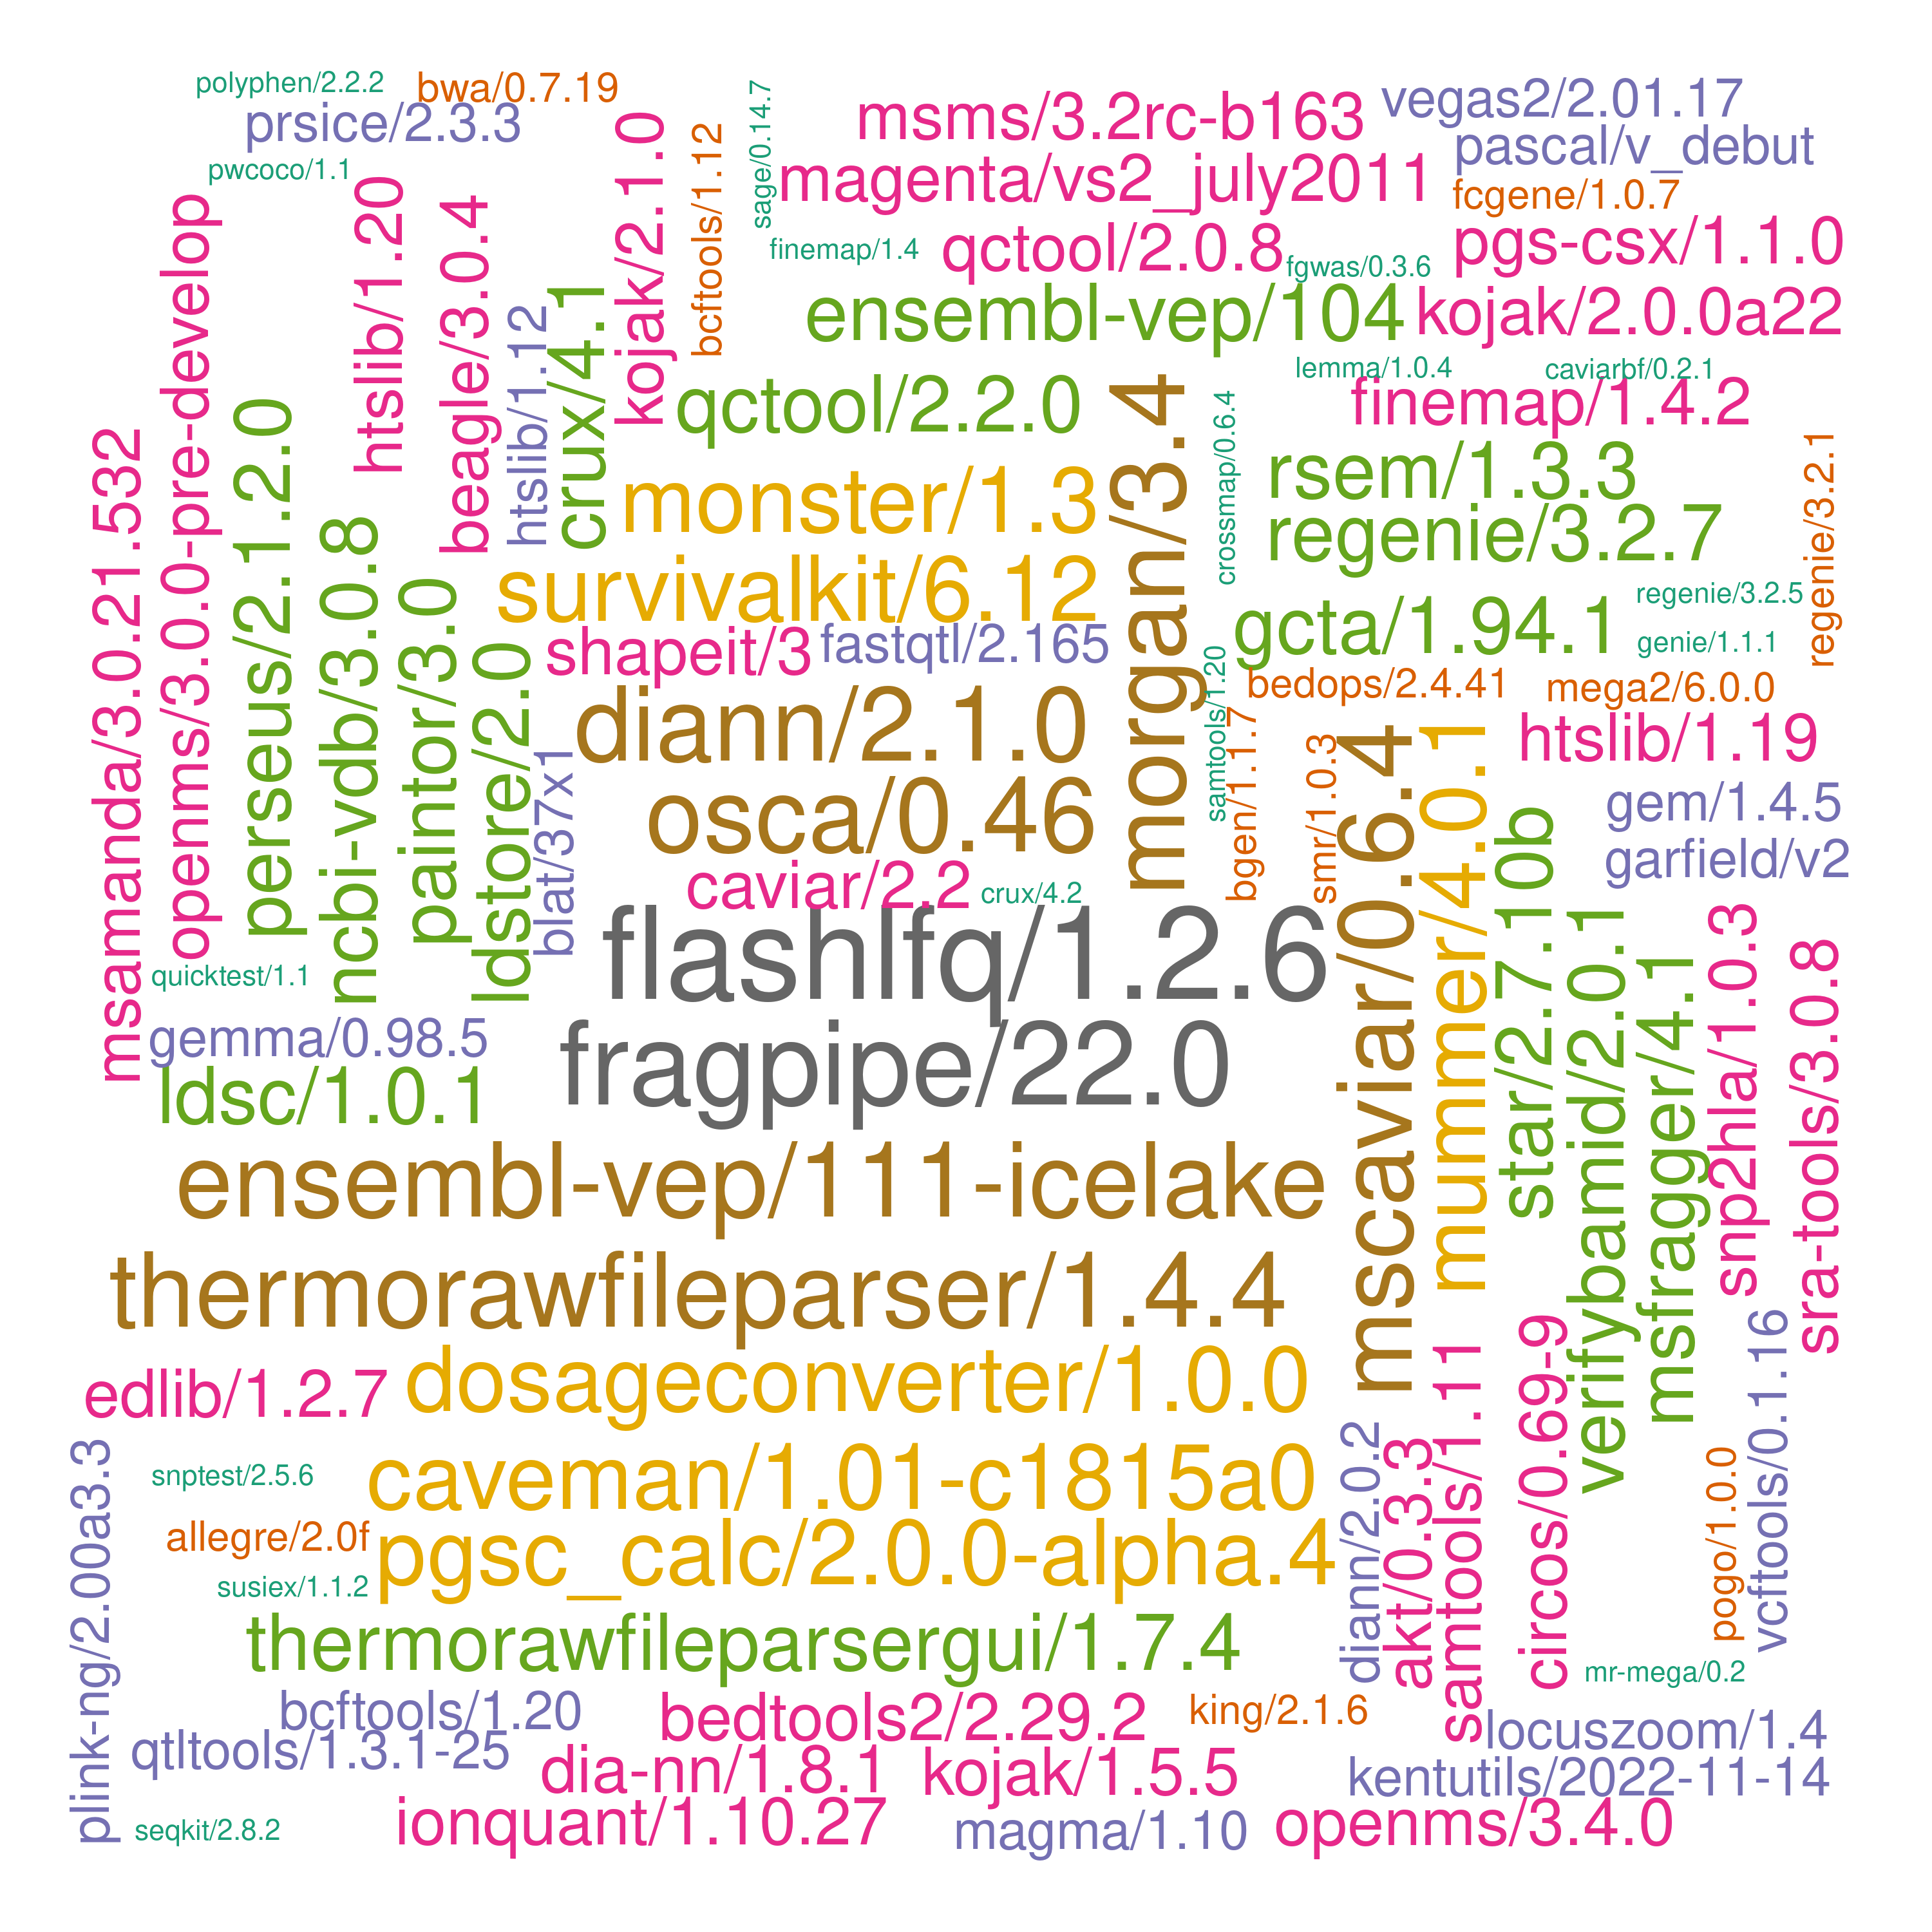 polyphen/2.2.2
bwa/0.7.19
prsice/2.3.3
pwcoco/1.1
kojak/2.1.0
bcftools/1.12
sage/0.14.7
msms/3.2rc-b163
vegas2/2.01.17
pascal/v_debut
magenta/vs2_july2011
fcgene/1.0.7
finemap/1.4
qctool/2.0.8
fgwas/0.3.6
pgs-csx/1.1.0
ensembl-vep/104
kojak/2.0.0a22
htslib/1.20
beagle/3.0.4
htslib/1.12
crux/4.1
lemma/1.0.4
caviarbf/0.2.1
finemap/1.4.2
qctool/2.2.0
morgan/3.4
crossmap/0.6.4
rsem/1.3.3
regenie/3.2.7
regenie/3.2.1
monster/1.3
survivalkit/6.12
regenie/3.2.5
gcta/1.94.1
genie/1.1.1
shapeit/3
fastqtl/2.165
bedops/2.4.41
mega2/6.0.0
msamanda/3.0.21.532
openms/3.0.0-pre-develop
perseus/2.1.2.0
ncbi-vdb/3.0.8
paintor/3.0
ldstore/2.0
blat/37x1
diann/2.1.0
samtools/1.20
bgen/1.1.7
smr/1.0.3
htslib/1.19
osca/0.46
gem/1.4.5
garfield/v2
caviar/2.2
crux/4.2
mscaviar/0.6.4
mummer/4.0.1
star/2.7.10b
verifybamid/2.0.1
msfragger/4.1
snp2hla/1.0.3
sra-tools/3.0.8
flashlfq/1.2.6
quicktest/1.1
gemma/0.98.5
fragpipe/22.0
ldsc/1.0.1
ensembl-vep/111-icelake
thermorawfileparser/1.4.4
edlib/1.2.7
dosageconverter/1.0.0
caveman/1.01-c1815a0
snptest/2.5.6
allegre/2.0f
pgsc_calc/2.0.0-alpha.4
susiex/1.1.2
plink-ng/2.00a3.3
diann/2.0.2
akt/0.3.3
samtools/1.11
circos/0.69-9
pogo/1.0.0
vcftools/0.1.16
thermorawfileparsergui/1.7.4
mr-mega/0.2
bcftools/1.20
bedtools2/2.29.2
king/2.1.6
locuszoom/1.4
qtltools/1.3.1-25
dia-nn/1.8.1
kojak/1.5.5
kentutils/2022-11-14
seqkit/2.8.2
ionquant/1.10.27
magma/1.10
openms/3.4.0